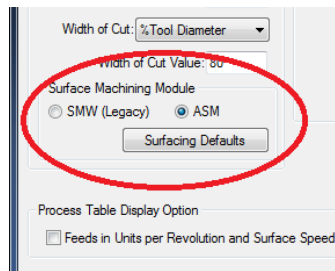 Width of Cut: %Tool Diameter
Width of Cut Value: 80
Surface Machining Module
SMW (Legacy) ASM
Surfacing Defaults
Process Table Display Option
Feeds in Units per Revolution and Surface Speed